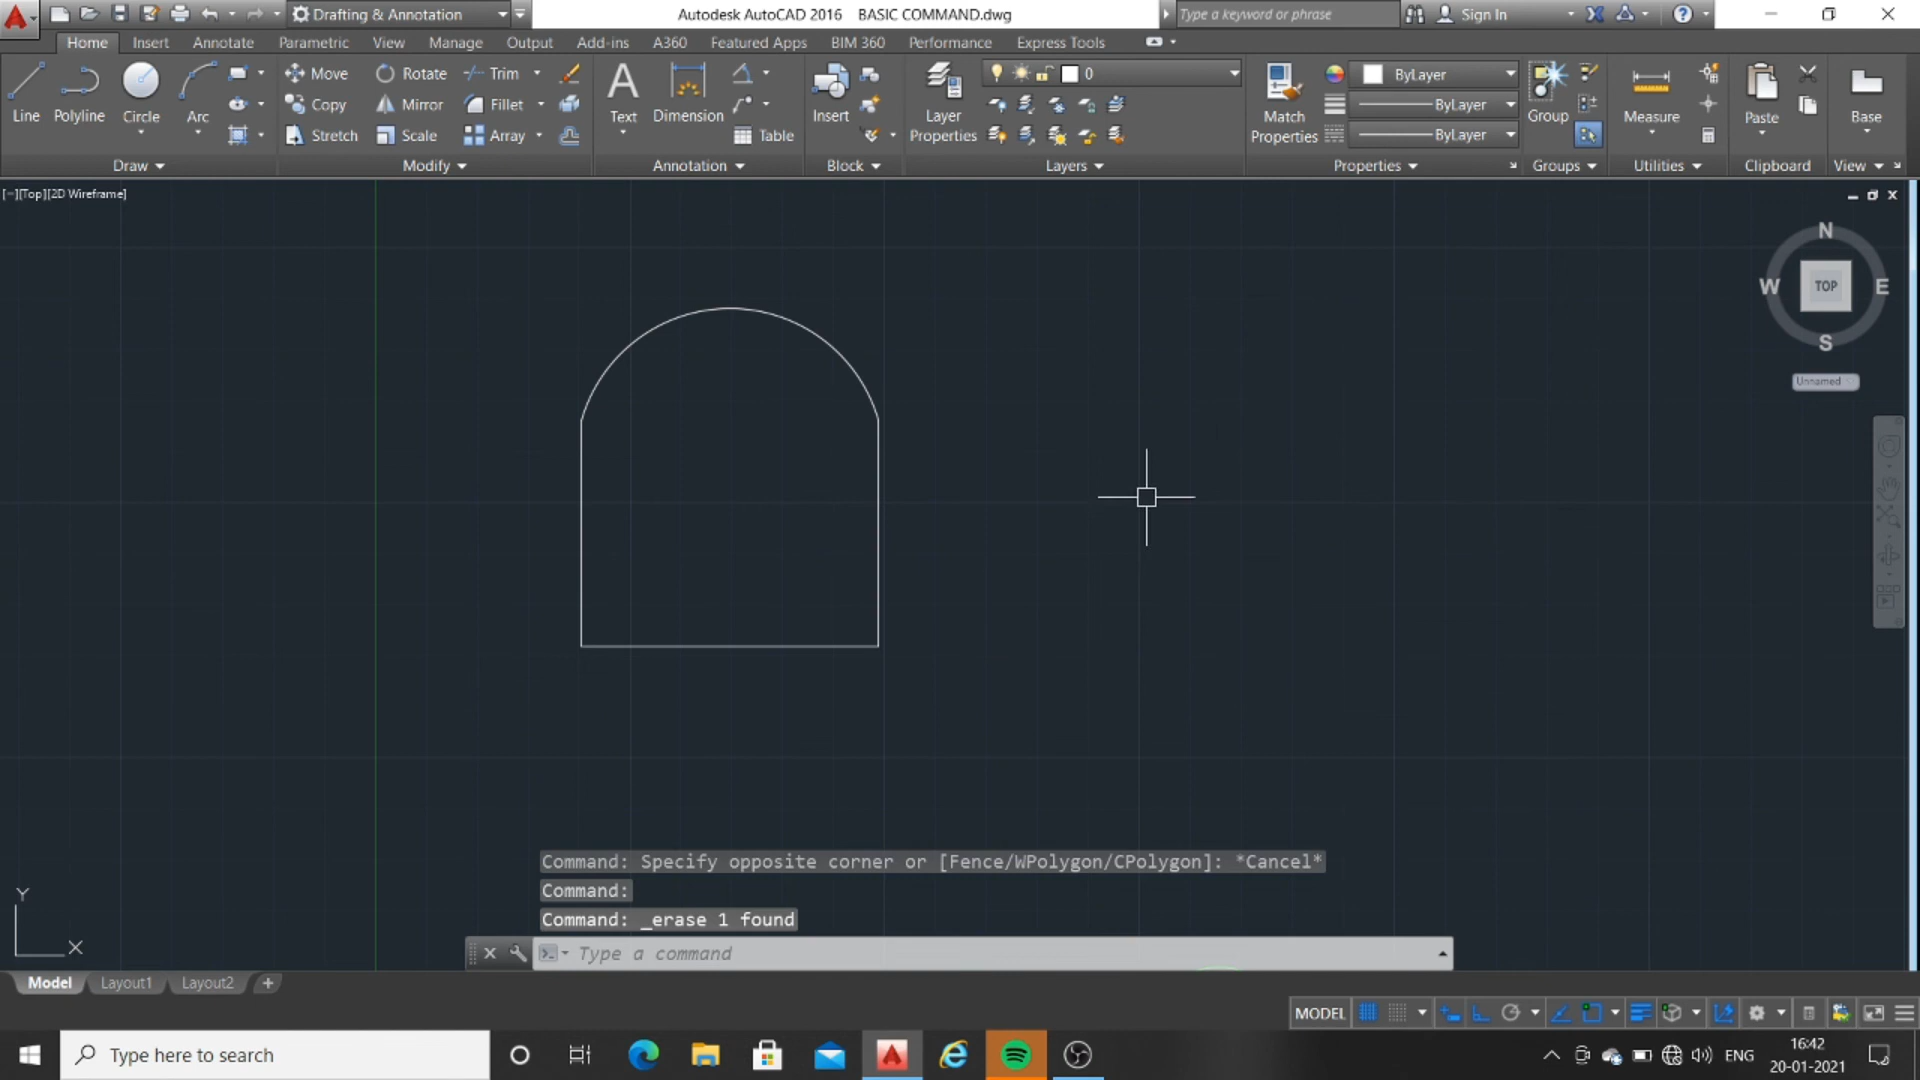 Drafting & Annotation
Autodesk AutoCAD 2016 BASIC COMMAND.dwg
Type a keyword or phrase
Sign In
Home Insert Annotate Parametric View Manage Output Add-ins A360 Featured Apps BIM 360 Performance Express Tools
Move Rotate Trim
0
ByLayer
Line Polyline Circle Arc
Copy Mirror Fillet
Text Dimension
Insert
Layer
Properties
Match
Properties
ByLayer
Group
Measure
Paste
Base
Stretch Scale Array
Table
ByLayer
Draw Modify Annotation Block Layers Properties Groups Utilities Clipboard View
[−][Top][2D Wireframe]
N
W TOP E
S
Unnamed
Command: Specify opposite corner or [Fence/WPolygon/CPolygon]: *Cancel*
Command:
Command: _erase 1 found
Y
X
Type a command
Model Layout1 Layout2 +
MODEL
Type here to search
ENG
16:42
20-01-2021